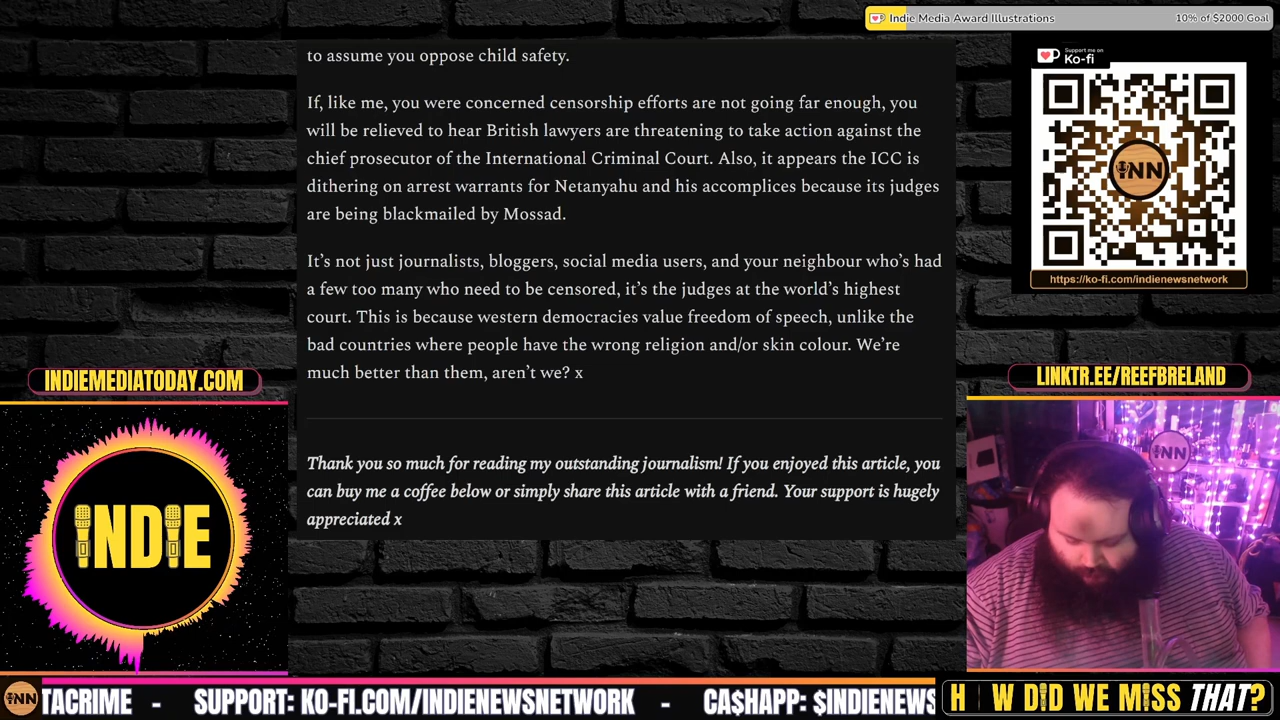 Indie Media Award Illustrations
10% of $2000 Goal
to assume you oppose child safety.
If, like me, you were concerned censorship efforts are not going far enough, you
will be relieved to hear British lawyers are threatening to take action against the
chief prosecutor of the International Criminal Court. Also, it appears the ICC is
dithering on arrest warrants for Netanyahu and his accomplices because its judges
are being blackmailed by Mossad.
It’s not just journalists, bloggers, social media users, and your neighbour who’s had
a few too many who need to be censored, it’s the judges at the world’s highest
court. This is because western democracies value freedom of speech, unlike the
bad countries where people have the wrong religion and/or skin colour. We’re
much better than them, aren’t we? x
Thank you so much for reading my outstanding journalism! If you enjoyed this article, you
can buy me a coffee below or simply share this article with a friend. Your support is hugely
appreciated x
Support me on
Ko-fi
iNN
https://ko-fi.com/indienewsnetwork
INDIEMEDIATODAY.COM
LINKTR.EE/REEFBRELAND
INDIE
iNN
iNN
TACRIME - SUPPORT: KO-FI.COM/INDIENEWSNETWORK - CA$HAPP: $INDIENEWS
H W DID WE MISS THAT?